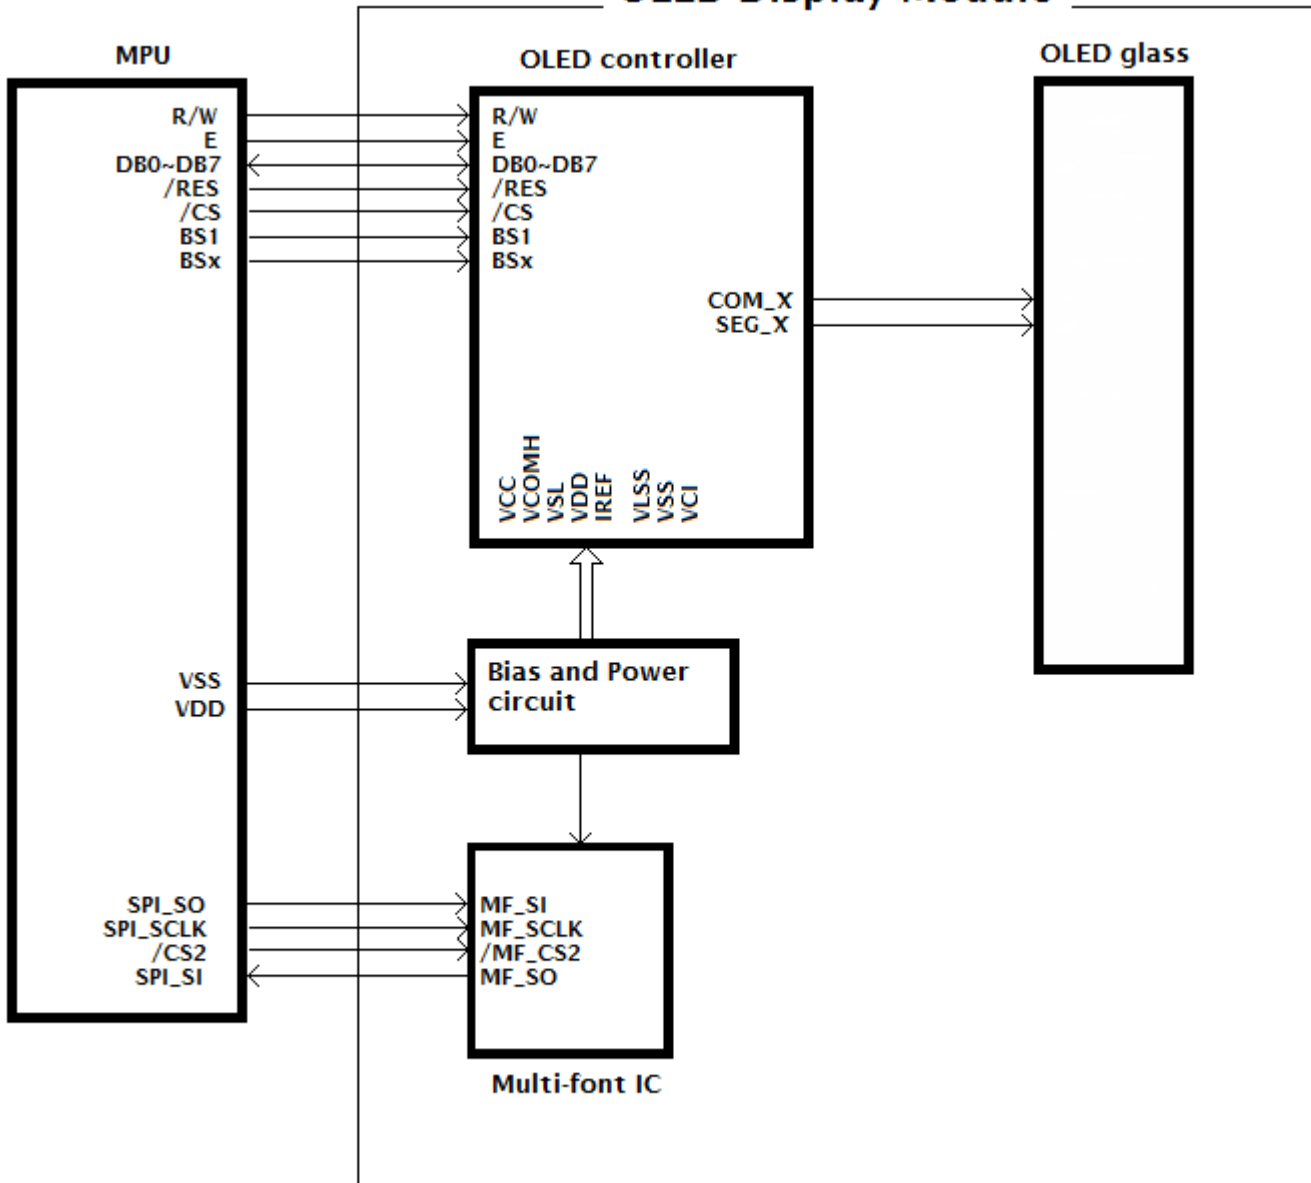 OLED Display Module
MPU
OLED controller
OLED glass
R/W
E
DB0~DB7
/RES
/CS
BS1
BSx
R/W
E
DB0~DB7
/RES
/CS
BS1
BSx
COM_X
SEG_X
VCC
VCOMH
VSL
VDD
IREF
VLSS
VSS
VCI
VSS
VDD
Bias and Power
circuit
SPI_SO
SPI_SCLK
/CS2
SPI_SI
MF_SI
MF_SCLK
/MF_CS2
MF_SO
Multi-font IC